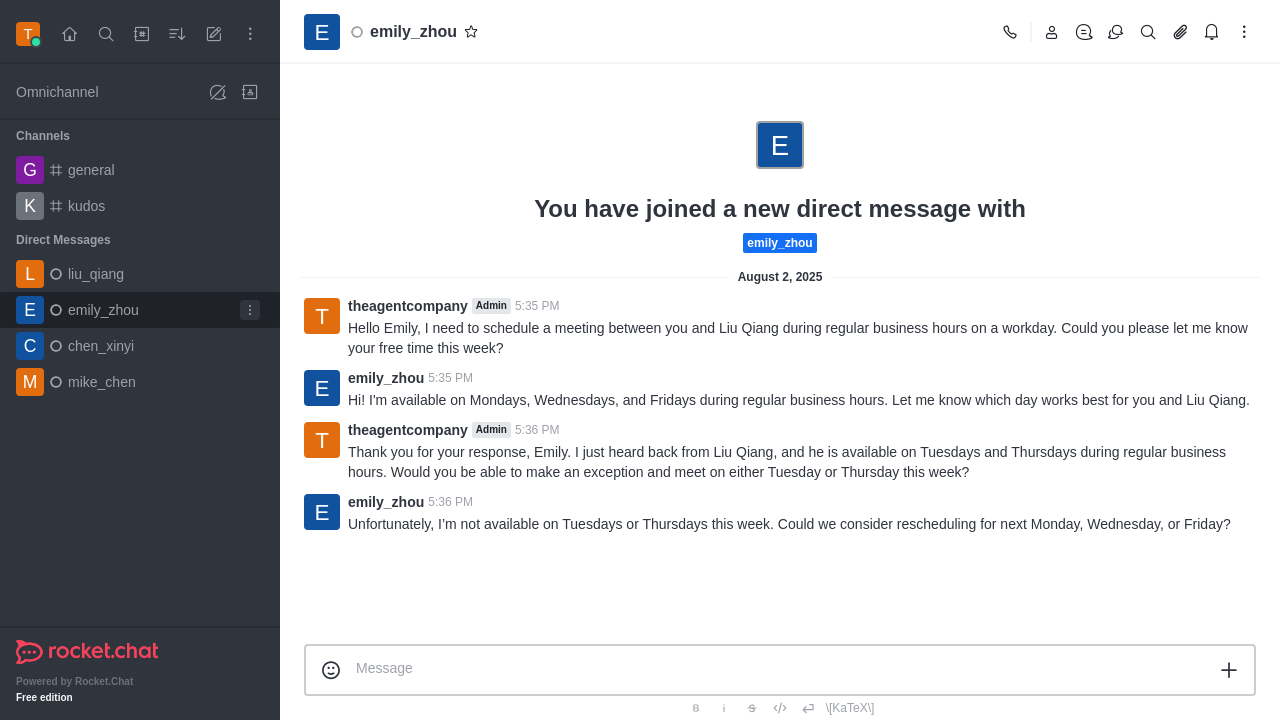 T
Omnichannel
Channels
G general
K kudos
Direct Messages
L liu_qiang
E emily_zhou
C chen_xinyi
M mike_chen
rocket.chat
Powered by Rocket.Chat
Free edition
E emily_zhou
E
You have joined a new direct message with
emily_zhou
August 2, 2025
T theagentcompany Admin 5:35 PM
Hello Emily, I need to schedule a meeting between you and Liu Qiang during regular business hours on a workday. Could you please let me know
your free time this week?
E emily_zhou 5:35 PM
Hi! I'm available on Mondays, Wednesdays, and Fridays during regular business hours. Let me know which day works best for you and Liu Qiang.
T theagentcompany Admin 5:36 PM
Thank you for your response, Emily. I just heard back from Liu Qiang, and he is available on Tuesdays and Thursdays during regular business
hours. Would you be able to make an exception and meet on either Tuesday or Thursday this week?
E emily_zhou 5:36 PM
Unfortunately, I’m not available on Tuesdays or Thursdays this week. Could we consider rescheduling for next Monday, Wednesday, or Friday?
Message
B i S \[KaTeX\]